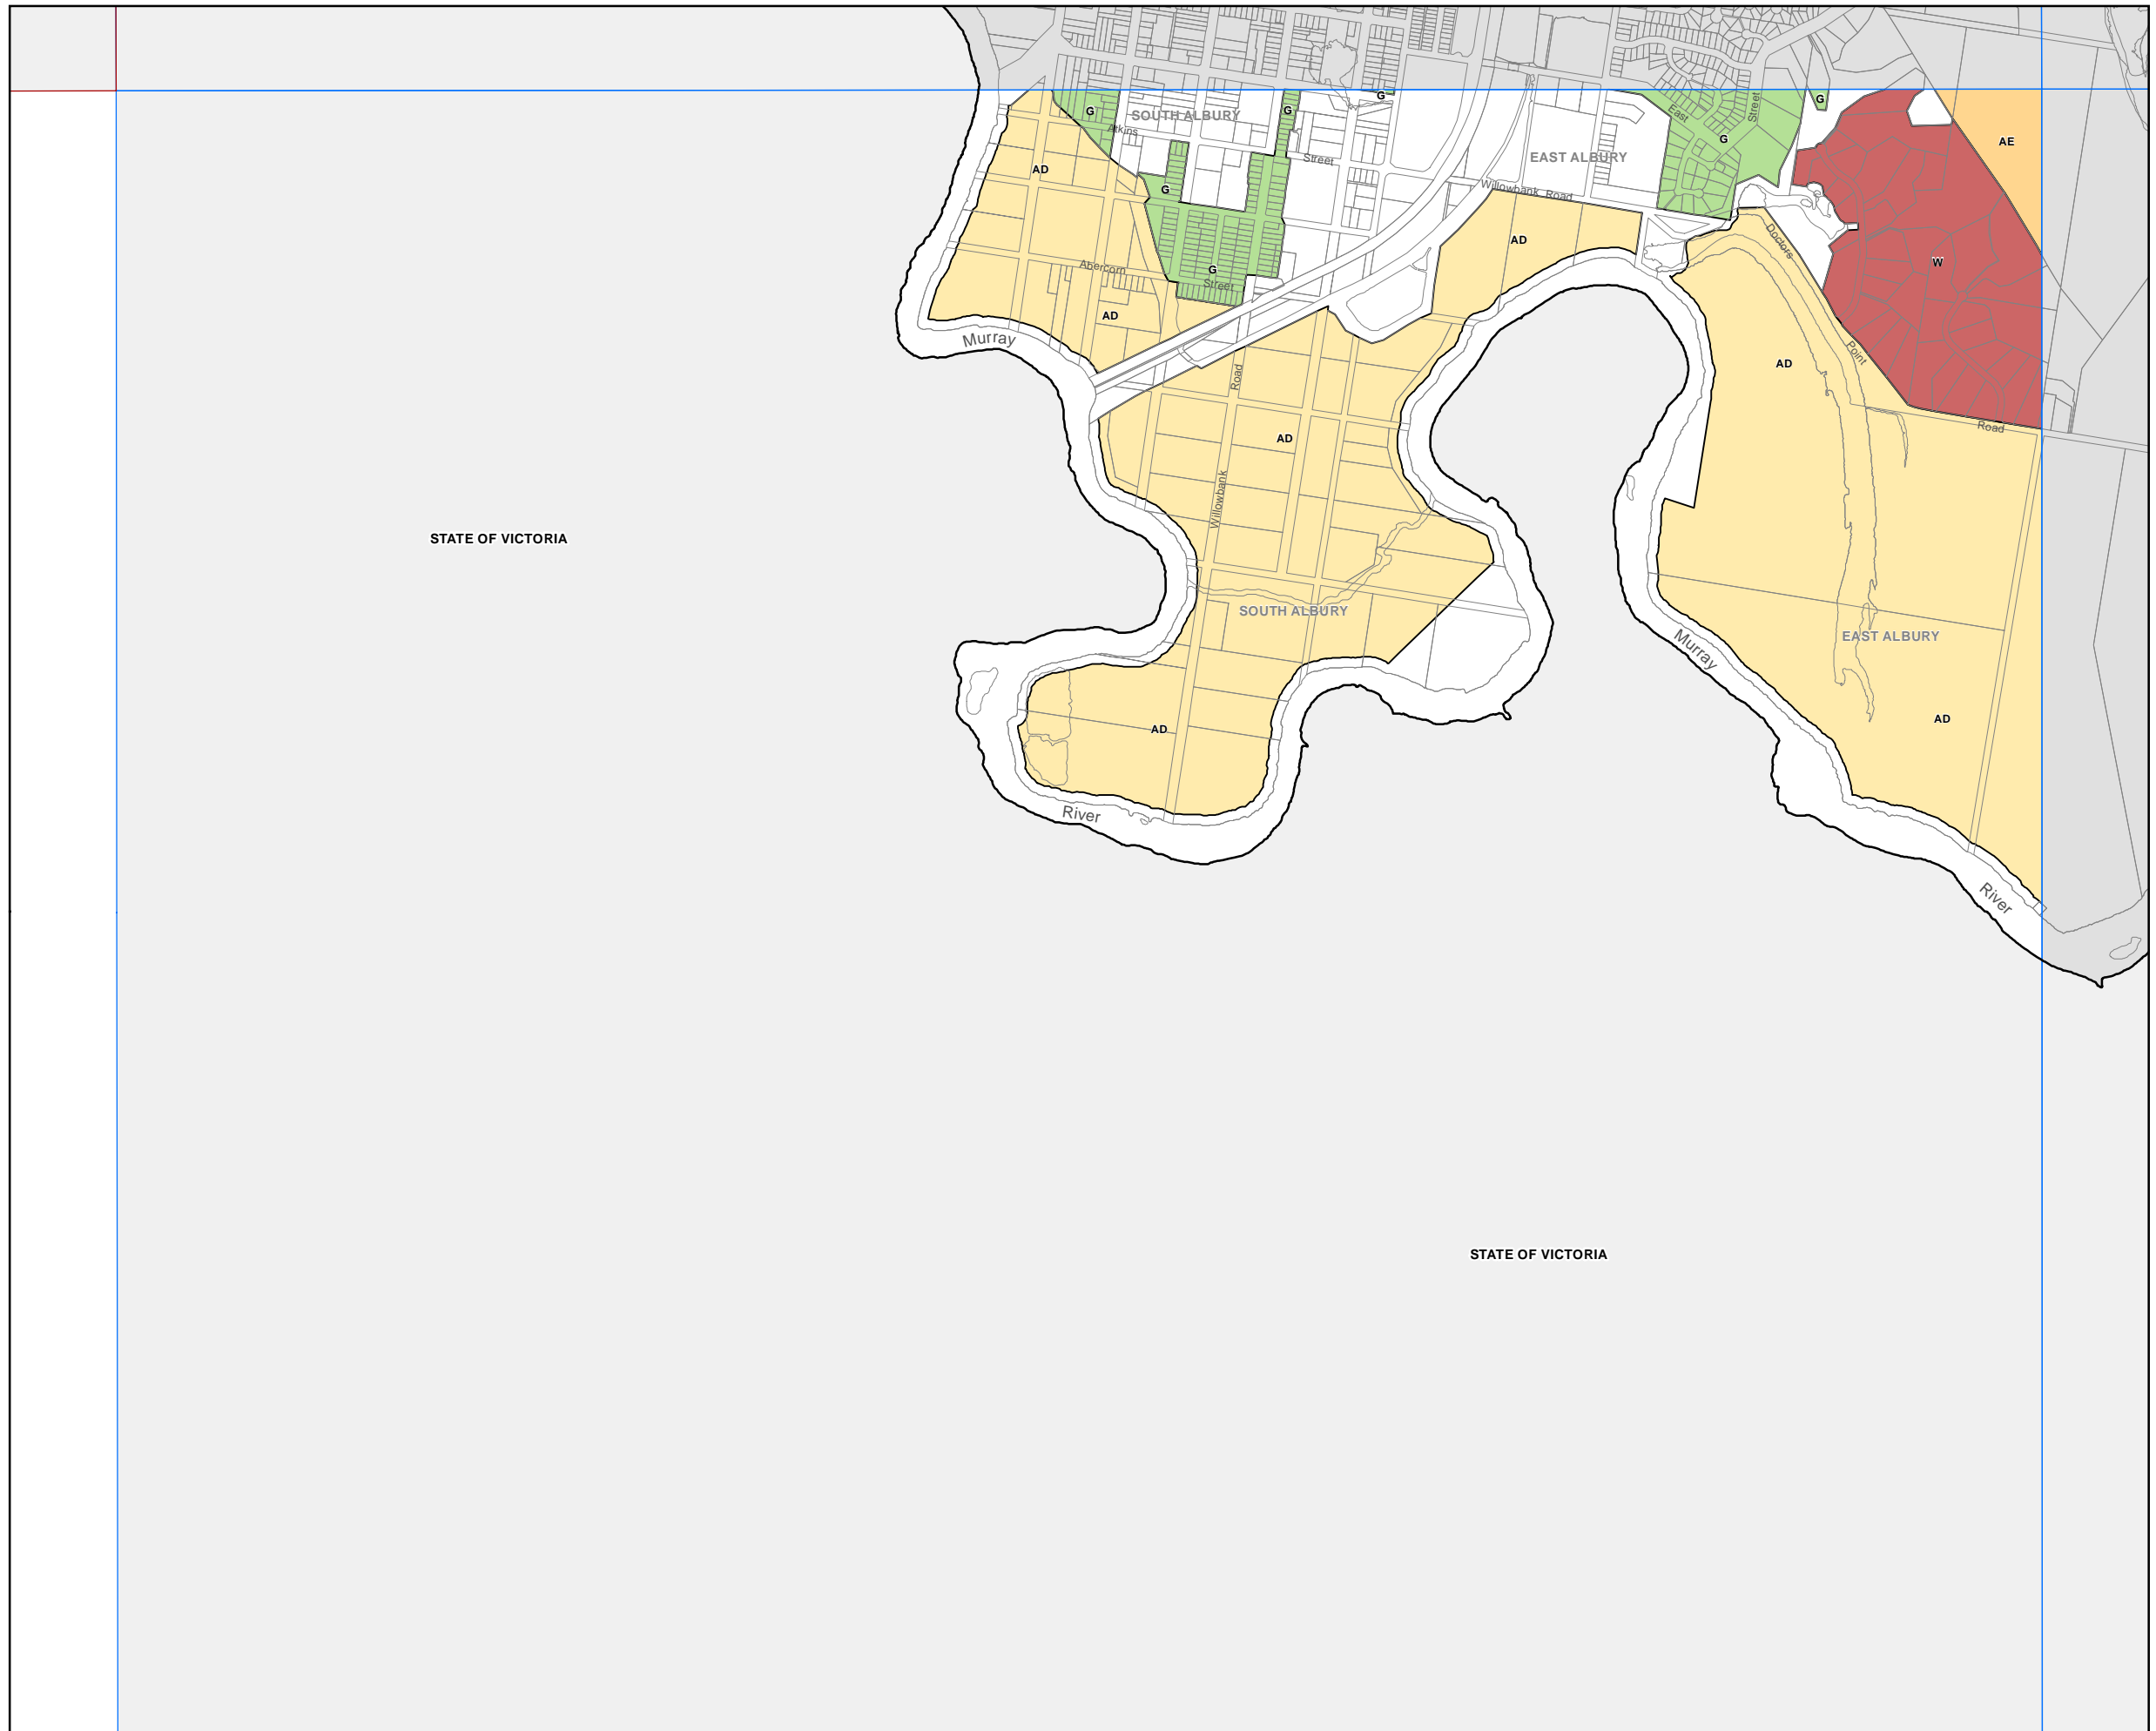 G
G
G
SOUTH ALBURY
Atkins
Street
G
EAST ALBURY
East
Street
G
G
AE
AD
G
Willowbank Road
AD
Doctors
W
Abercorn
G
Street
AD
Murray
Point
AD
Road
Road
AD
Willowbank
STATE OF VICTORIA
SOUTH ALBURY
EAST ALBURY
Murray
AD
AD
River
River
STATE OF VICTORIA